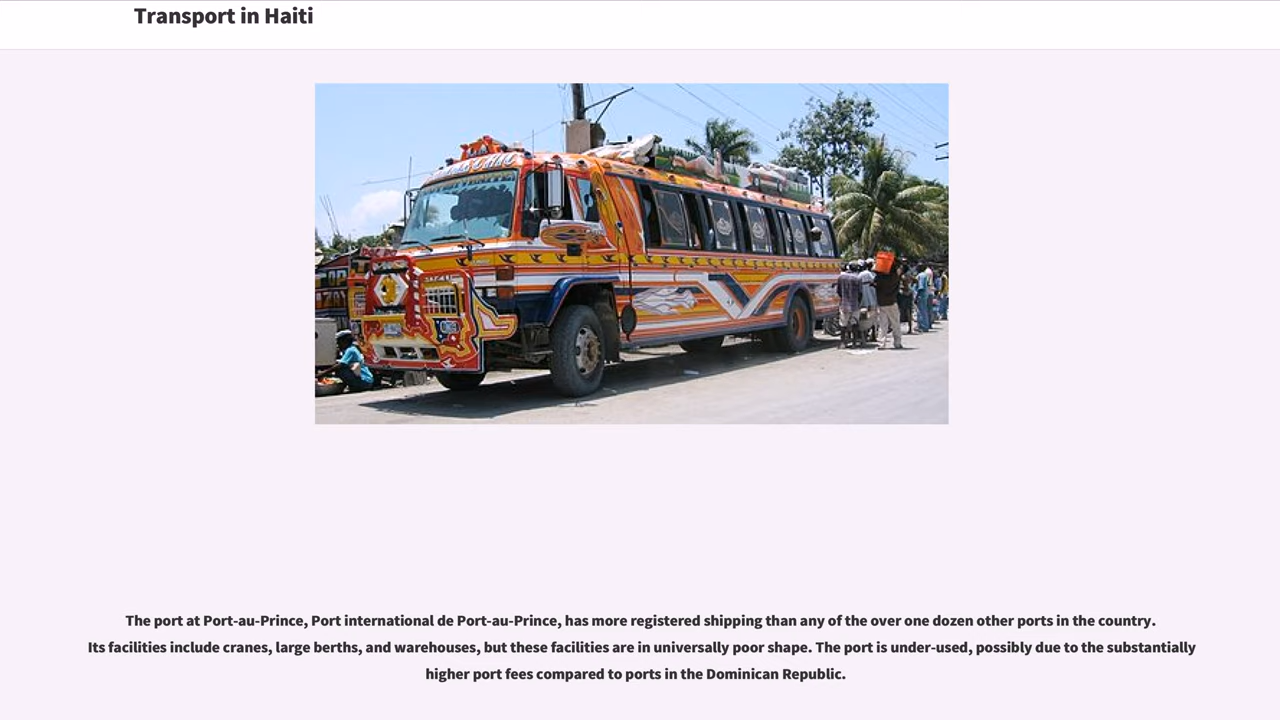 Transport in Haiti
The port at Port-au-Prince, Port international de Port-au-Prince, has more registered shipping than any of the over one dozen other ports in the country.
Its facilities include cranes, large berths, and warehouses, but these facilities are in universally poor shape. The port is under-used, possibly due to the substantially
higher port fees compared to ports in the Dominican Republic.